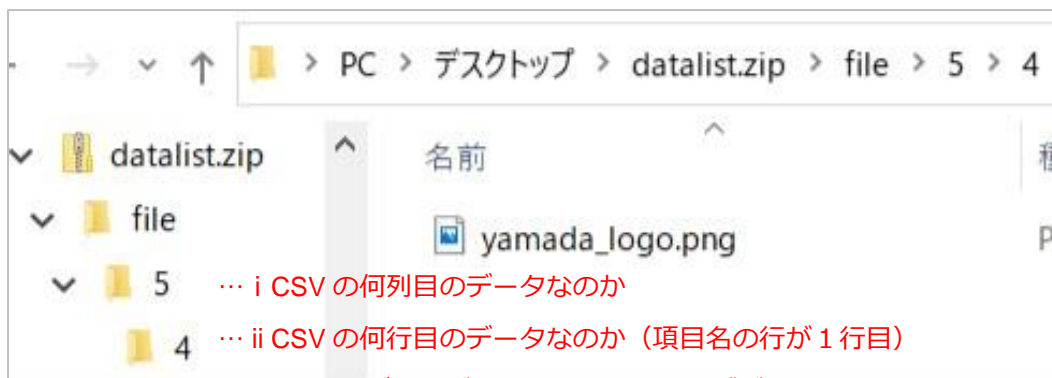 PC > デスクトップ > datalist.zip > file > 5 > 4
datalist.zip
名前
file
yamada_logo.png
5 … i CSV の何列目のデータなのか
4 … ii CSV の何行目のデータなのか（項目名の行が１行目）